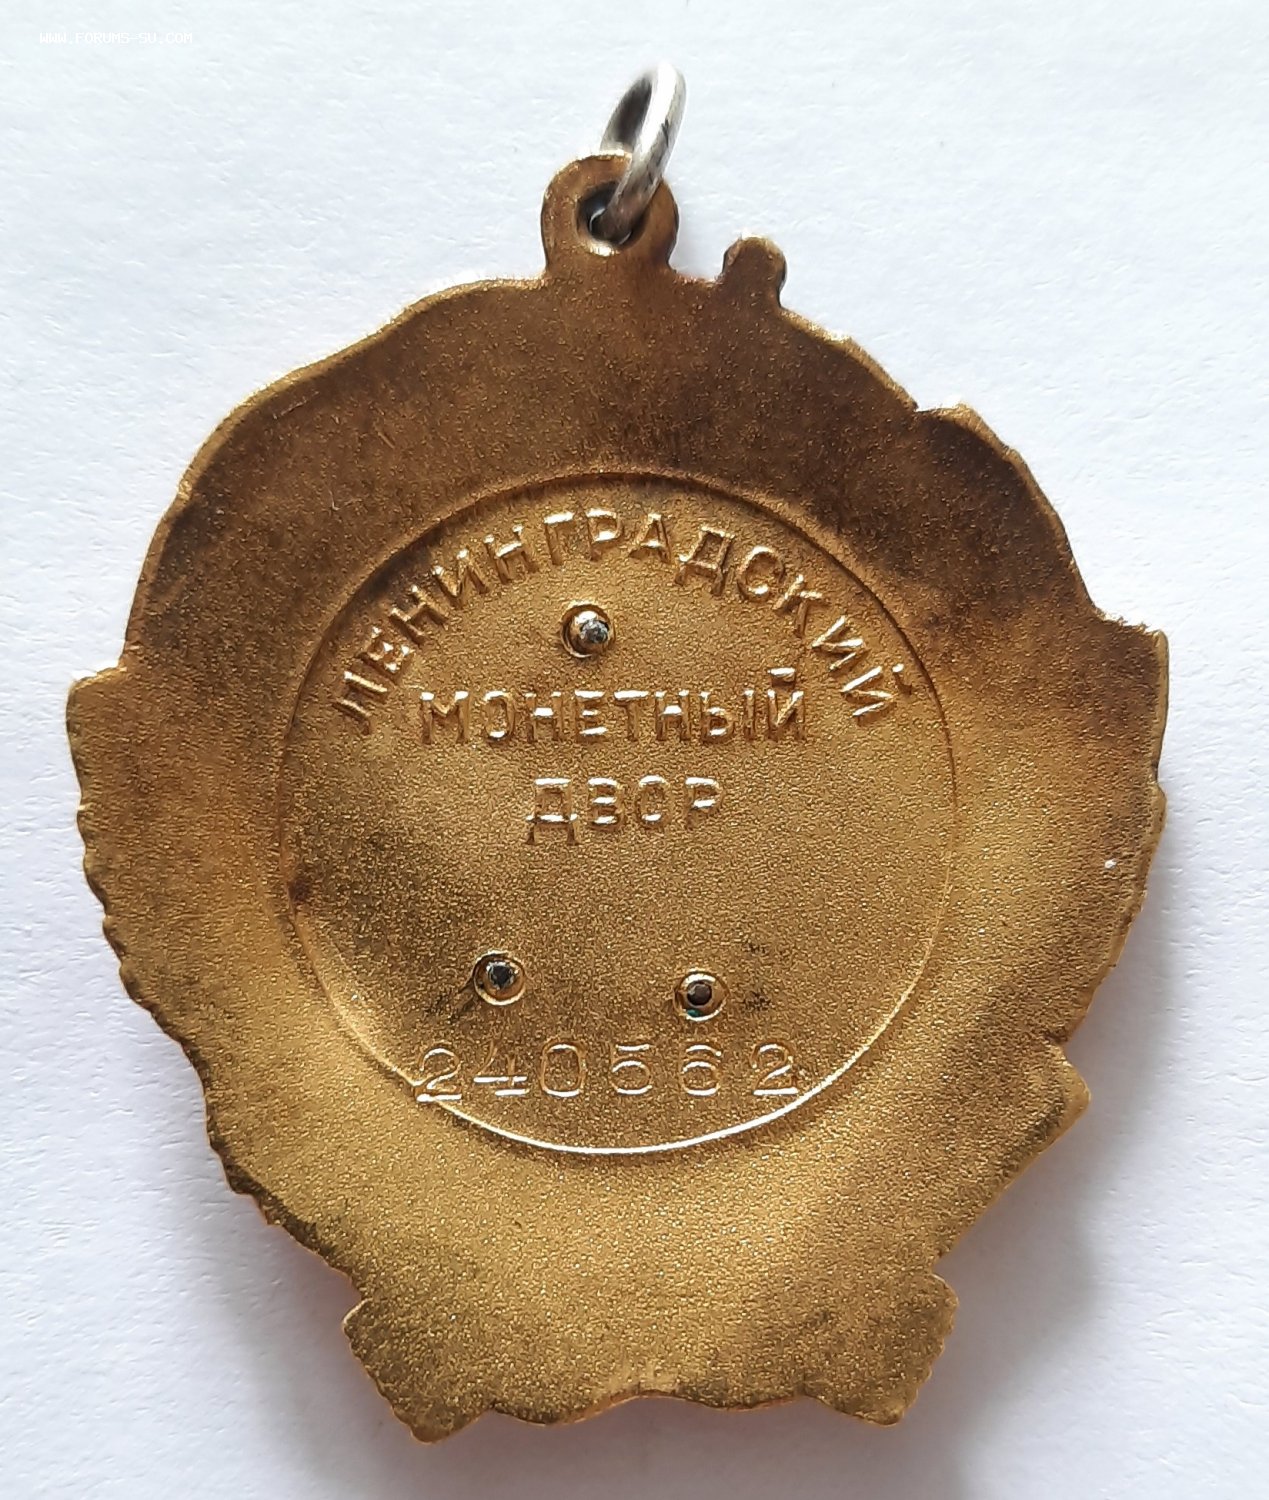 WWW.FORUMS-SU.COM
ЛЕНИНГРАДСКИЙ
МОНЕТНЫЙ
ДВОР
240562